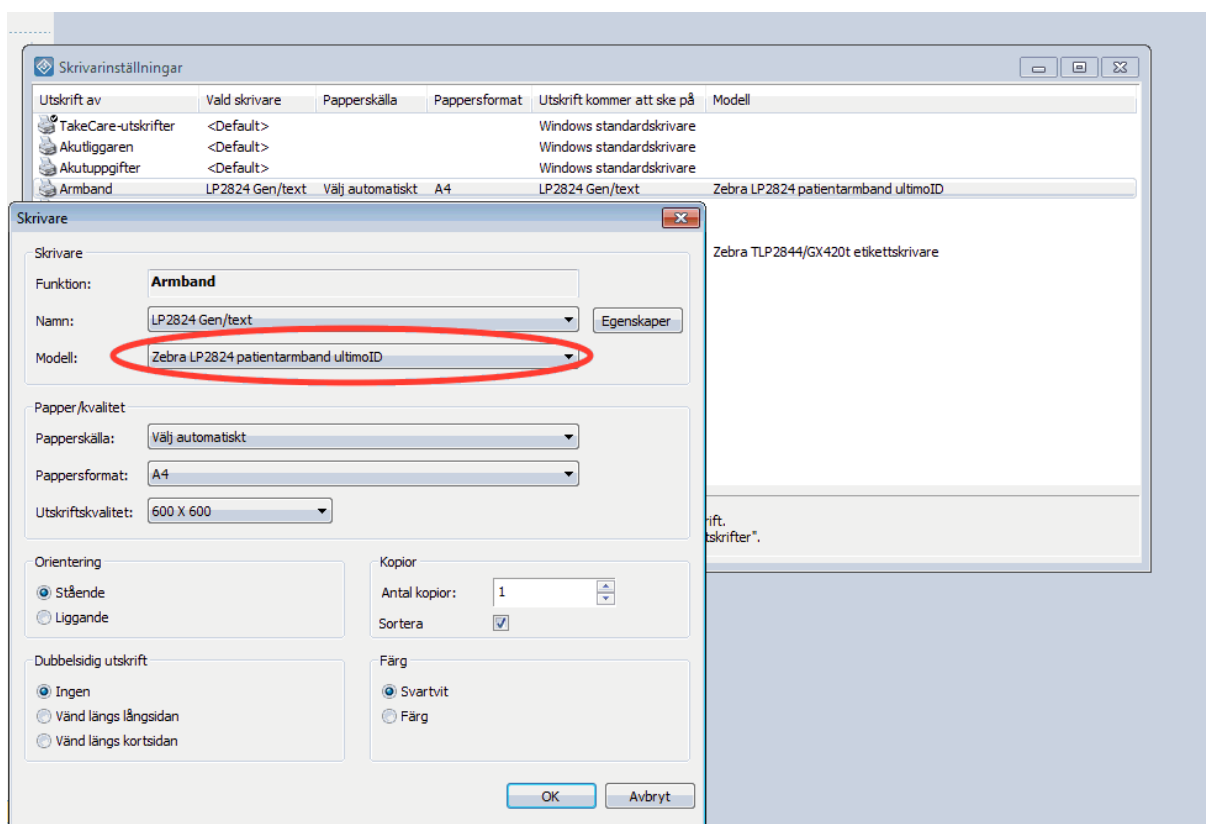 Skrivarinställningar
Utskrift av Vald skrivare Papperskälla Pappersformat Utskrift kommer att ske på Modell
TakeCare-utskrifter <Default> Windows standardskrivare
Akutliggaren <Default> Windows standardskrivare
Akutuppgifter <Default> Windows standardskrivare
Armband LP2824 Gen/text Välj automatiskt A4 LP2824 Gen/text Zebra LP2824 patientarmband ultimoID
Zebra TLP2844/GX420t etikettskrivare
rift.
tskrifter".
Skrivare
Skrivare
Funktion: Armband
Namn: LP2824 Gen/text Egenskaper
Modell: Zebra LP2824 patientarmband ultimoID
Papper/kvalitet
Papperskälla: Välj automatiskt
Pappersformat: A4
Utskriftskvalitet: 600 X 600
Orientering Kopior
Stående Antal kopior: 1
Liggande Sortera
Dubbelsidig utskrift Färg
Ingen Svartvit
Vänd längs långsidan Färg
Vänd längs kortsidan
OK Avbryt